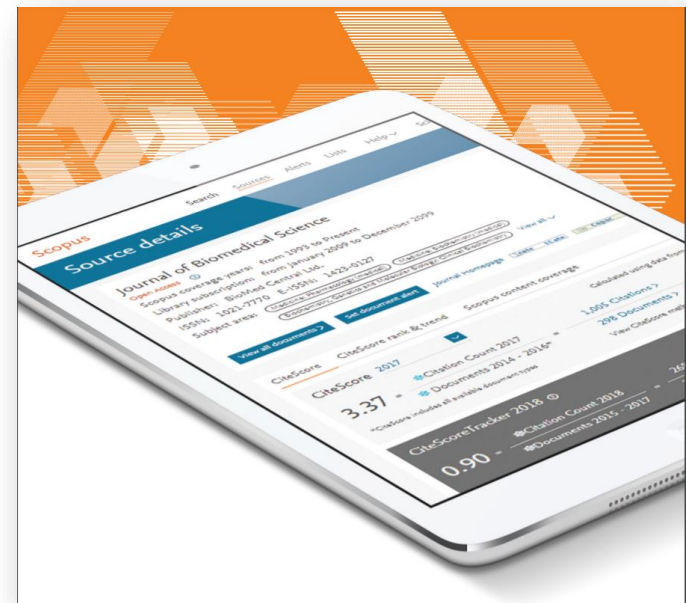 Scopus
Search Sources Alerts Lists Help
Source details
Journal of Biomedical Science
Open Access
Scopus coverage years: from 1993 to Present
Library subscription: from January 2009 to December 2099
Publisher: BioMed Central Ltd.
ISSN: 1021-7770 E-ISSN: 1423-0127
Subject area:
View all
View all documents >
Set document alert
Journal Homepage
CiteScore CiteScore rank & trend Scopus content coverage
CiteScore 2017
Calculated using data from
3.37 = Citation Count 2017 = 1,005 Citations >
Documents 2014 - 2016* 298 Documents >
*CiteScore includes all available document types
View CiteScore
CiteScoreTracker 2018
0.90 = Citation Count 2018 =
Documents 2015 - 2017